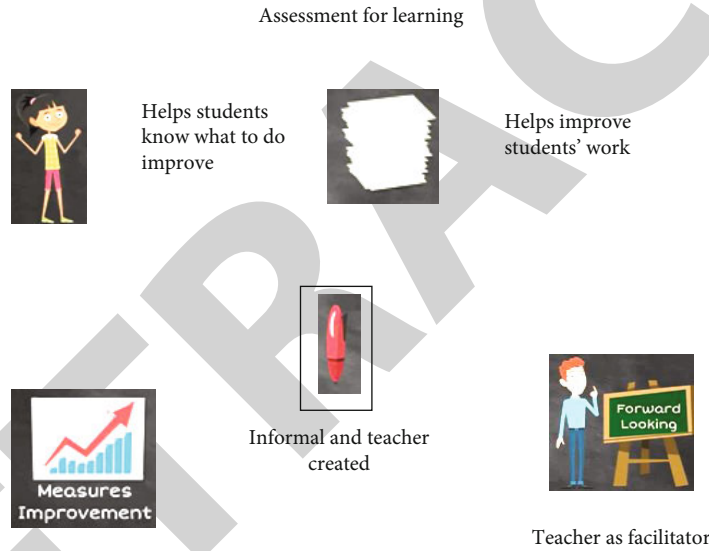 Assessment for learning
Helps students
know what to do
improve
Helps improve
students' work
Informal and teacher
created
Forward
Looking
Measures
Improvement
Teacher as facilitator